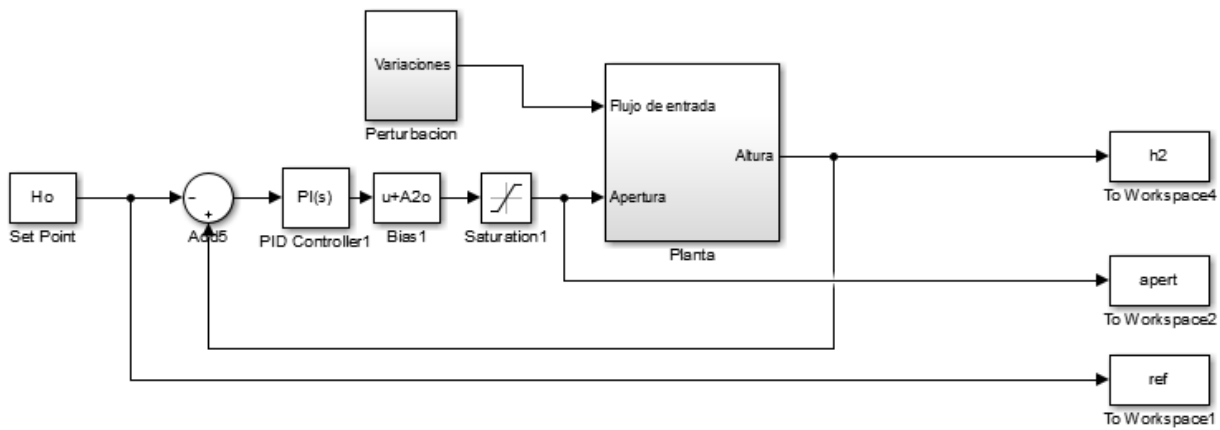 Variaciones
Perturbacion
Flujo de entrada
Altura
Apertura
Planta
h2
To Workspace4
Ho
Set Point
−
+
Add5
PI(s)
PID Controller1
u+A2o
Bias1
Saturation1
apert
To Workspace2
ref
To Workspace1